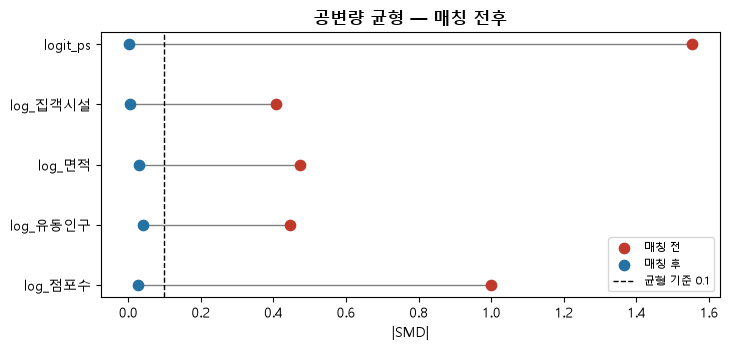 공변량 균형 — 매칭 전후
logit_ps
log_집객시설
log_면적
log_유동인구
log_점포수
매칭 전
매칭 후
균형 기준 0.1
0.0 0.2 0.4 0.6 0.8 1.0 1.2 1.4 1.6
|SMD|